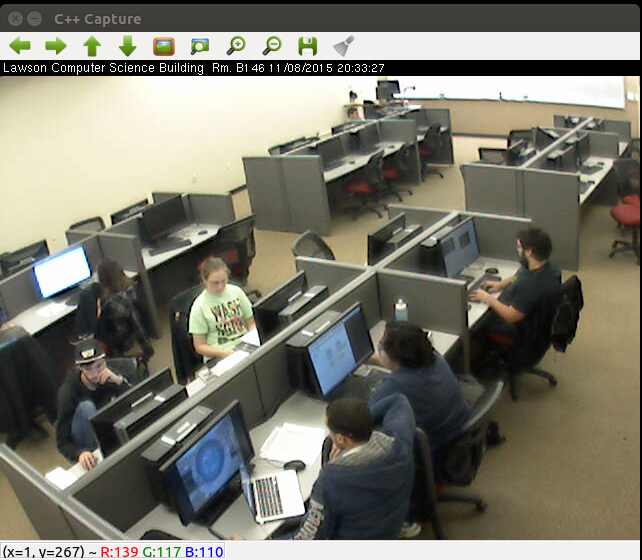 C++ Capture
Lawson Computer Science Building Rm. B146 11/08/2015 20:33:27
(x=1, y=267) ~ R:139 G:117 B:110